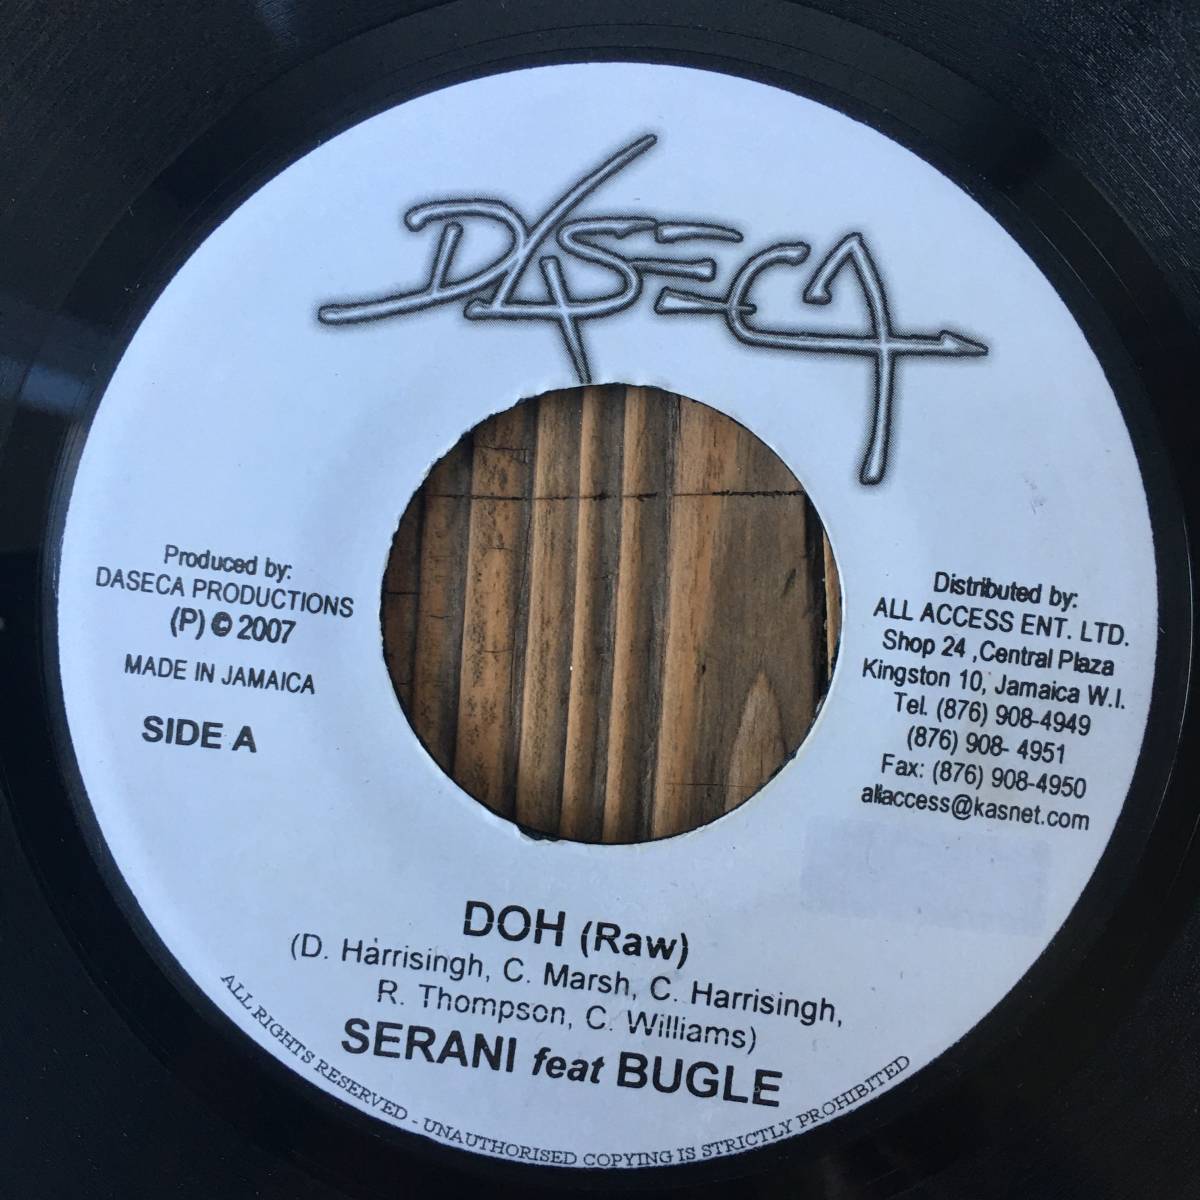 DASECA
Produced by:
DASECA PRODUCTIONS
(P) © 2007
MADE IN JAMAICA
SIDE A
Distributed by:
ALL ACCESS ENT. LTD.
Shop 24 ,Central Plaza
Kingston 10, Jamaica W.I.
Tel. (876) 908-4949
(876) 908- 4951
Fax: (876) 908-4950
allaccess@kasnet.com
DOH (Raw)
(D. Harrisingh, C. Marsh, C. Harrisingh,
R. Thompson, C. Williams)
SERANI feat BUGLE
ALL RIGHTS RESERVED - UNAUTHORISED COPYING IS STRICTLY PROHIBITED